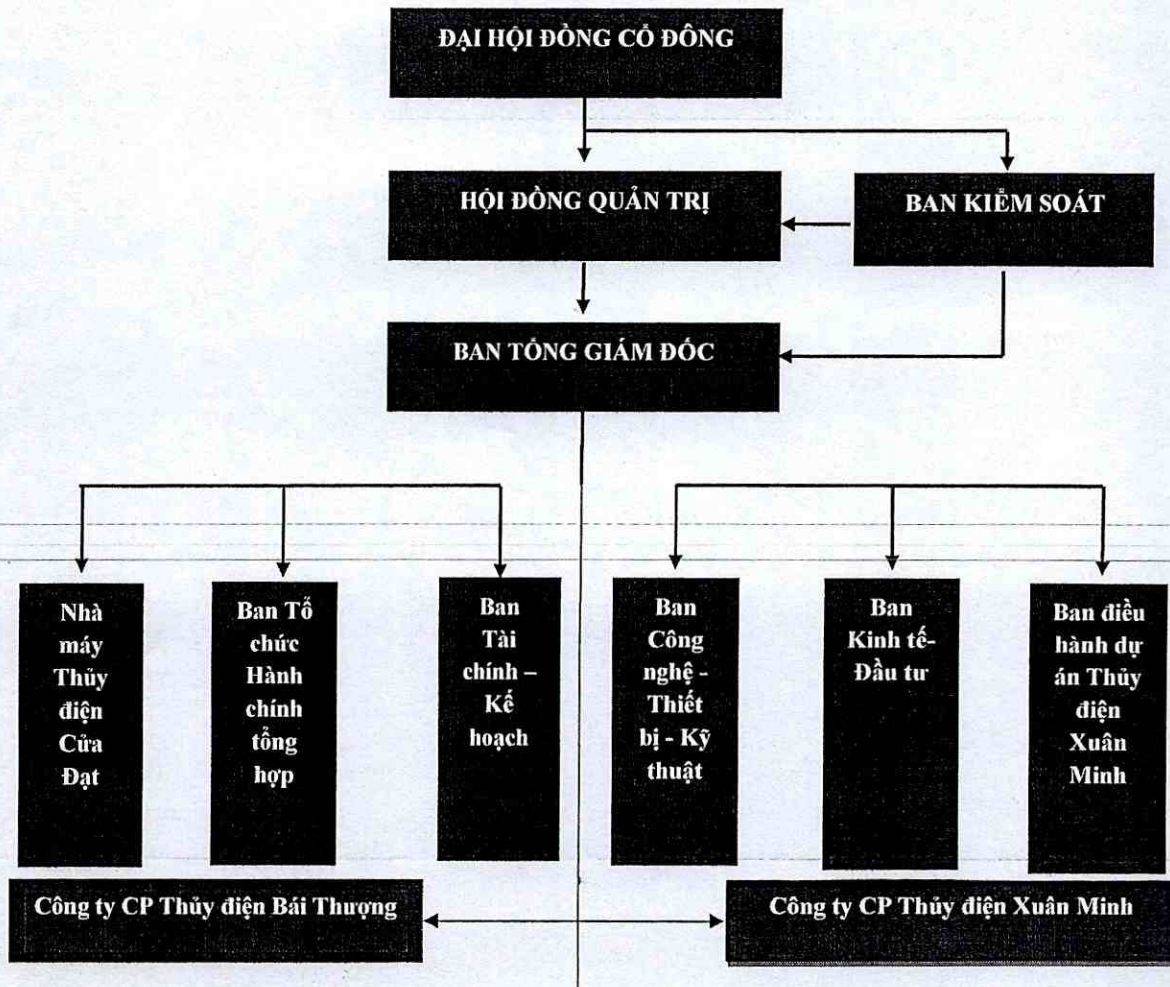 ĐẠI HỘI ĐỒNG CỔ ĐÔNG
HỘI ĐỒNG QUẢN TRỊ
BAN KIỂM SOÁT
BAN TỔNG GIÁM ĐỐC
Nhà
máy
Thủy
điện
Cửa
Đạt
Ban Tổ
chức
Hành
chính
tổng
hợp
Ban
Tài
chính –
Kế
hoạch
Ban
Công
nghệ -
Thiết
bị - Kỹ
thuật
Ban
Kinh tế-
Đầu tư
Ban điều
hành dự
án Thủy
điện
Xuân
Minh
Công ty CP Thủy điện Bái Thượng
Công ty CP Thủy điện Xuân Minh